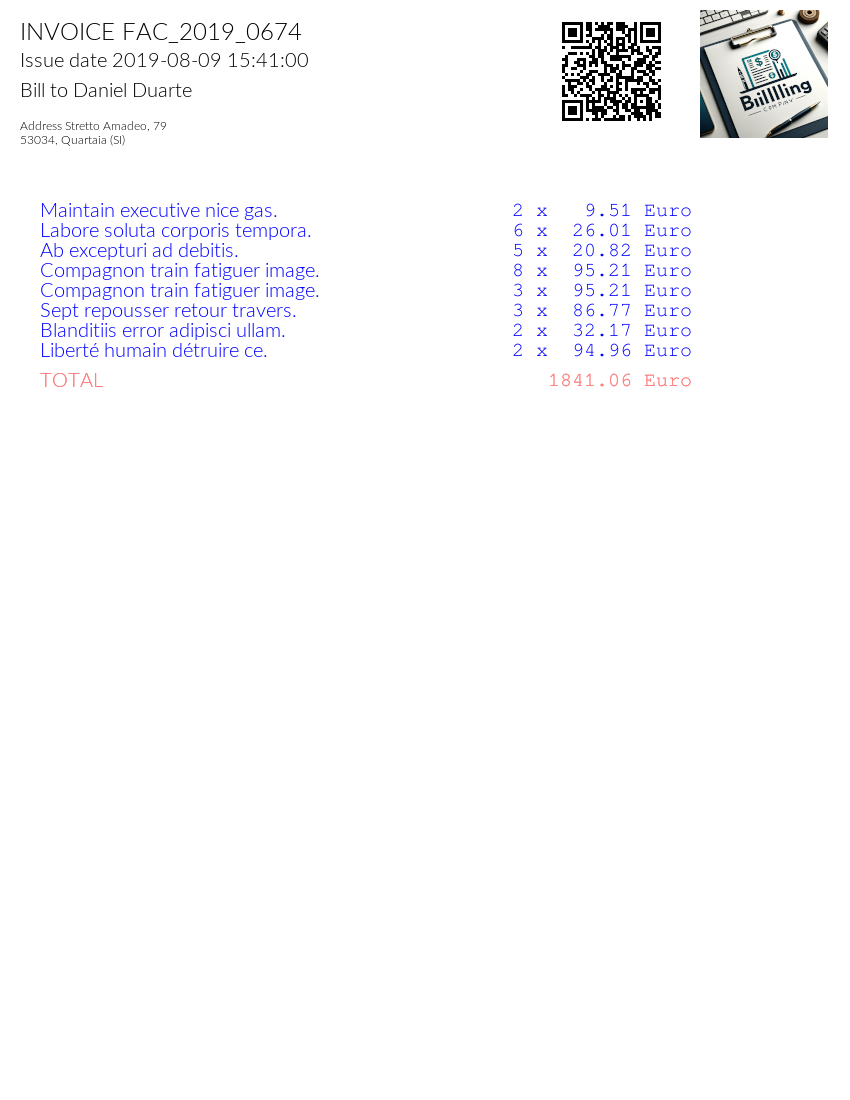 INVOICE FAC_2019_0674
Issue date 2019-08-09 15:41:00
Bill to Daniel Duarte
Address Stretto Amadeo, 79
53034, Quartaia (SI)
Biilllling
COMPANY
Maintain executive nice gas. 2 x 9.51 Euro
Labore soluta corporis tempora. 6 x 26.01 Euro
Ab excepturi ad debitis. 5 x 20.82 Euro
Compagnon train fatiguer image. 8 x 95.21 Euro
Compagnon train fatiguer image. 3 x 95.21 Euro
Sept repousser retour travers. 3 x 86.77 Euro
Blanditiis error adipisci ullam. 2 x 32.17 Euro
Liberté humain détruire ce. 2 x 94.96 Euro
TOTAL 1841.06 Euro